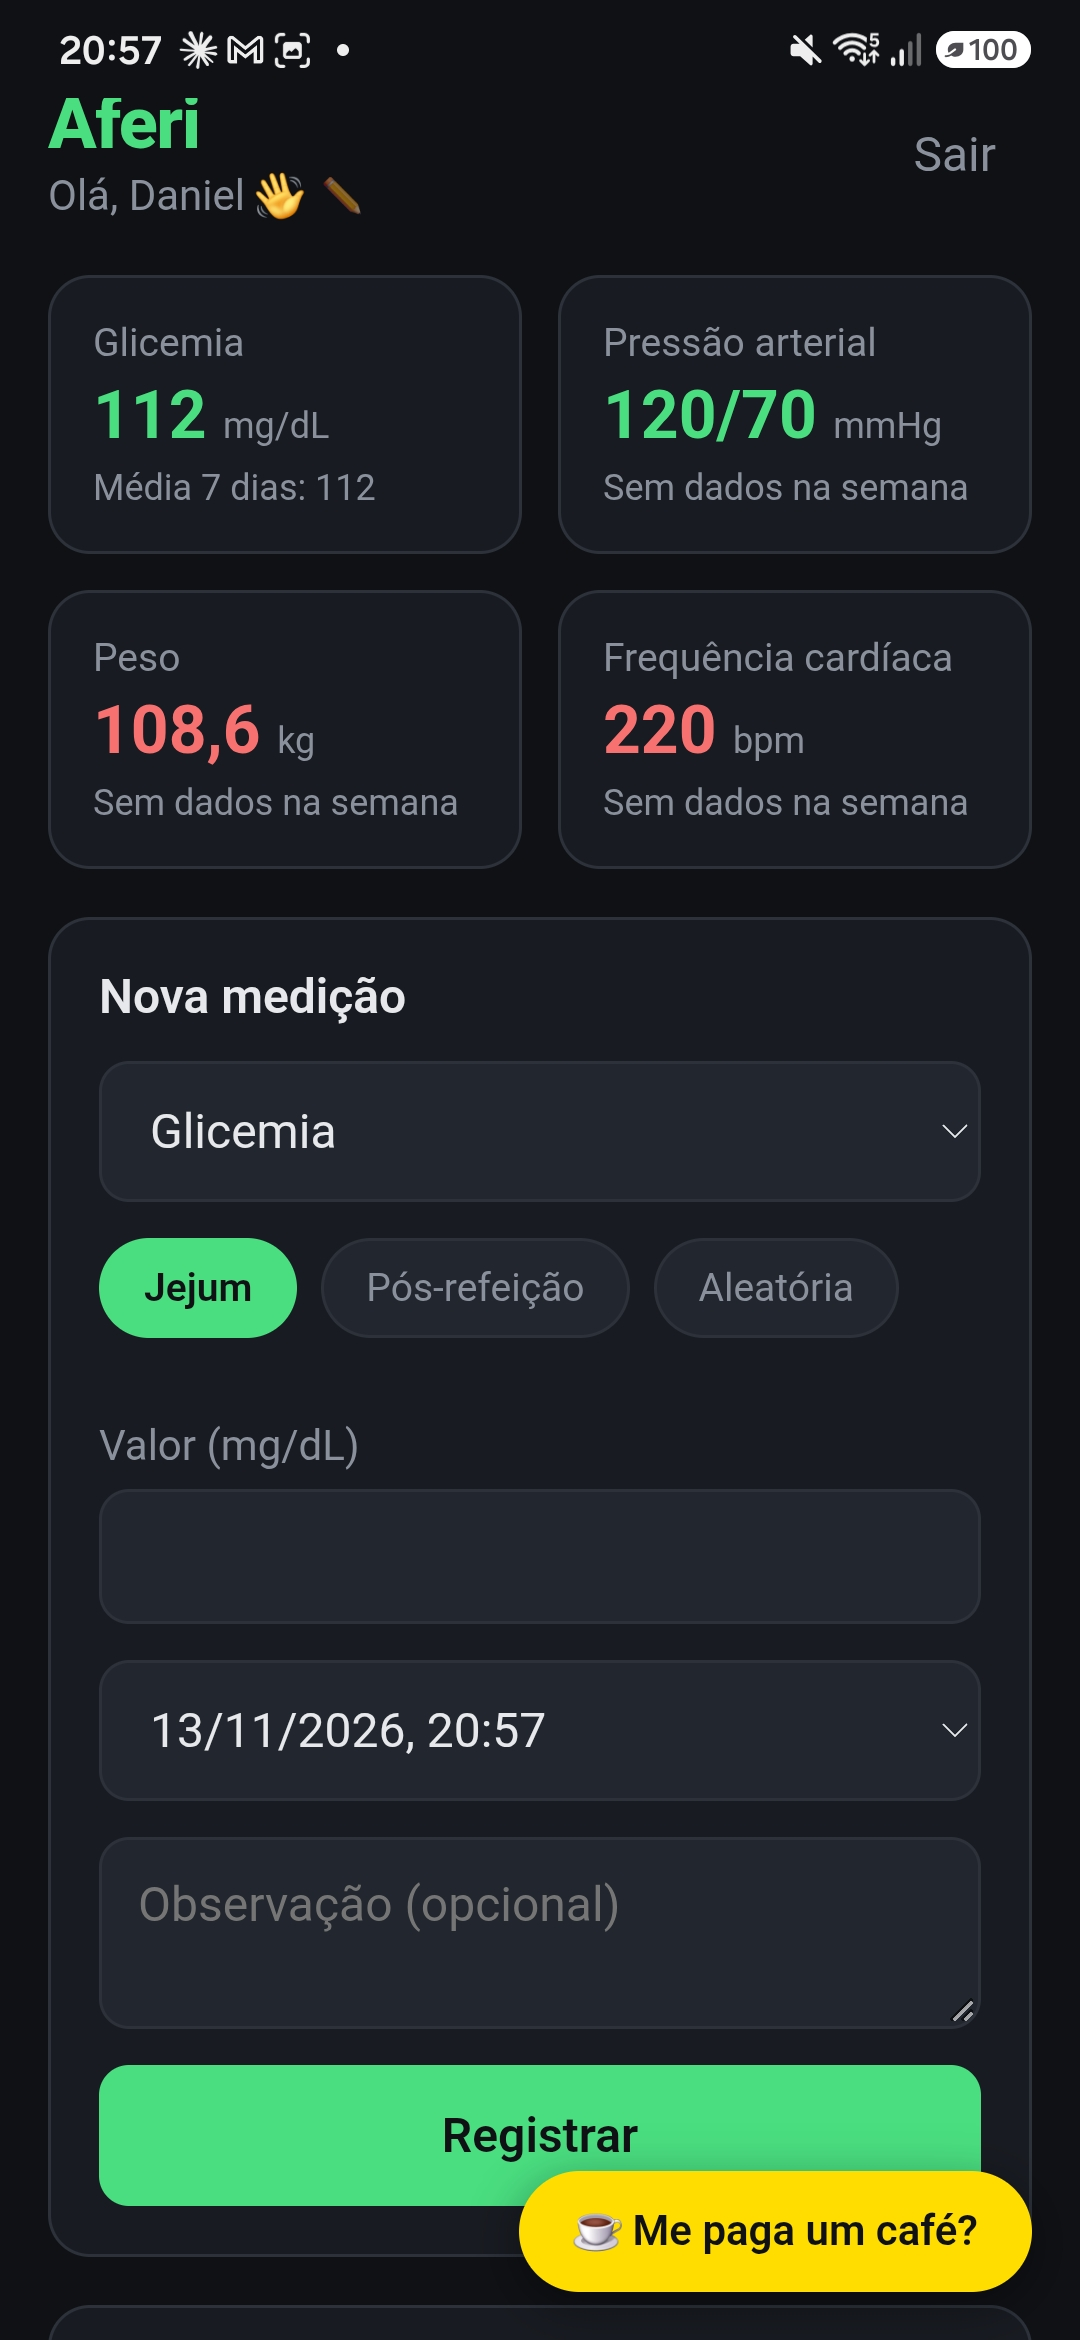 20:57
5
100
Aferi
Sair
Olá, Daniel 👋 ✏️
Glicemia
112 mg/dL
Média 7 dias: 112
Pressão arterial
120/70 mmHg
Sem dados na semana
Peso
108,6 kg
Sem dados na semana
Frequência cardíaca
220 bpm
Sem dados na semana
Nova medição
Glicemia
Jejum
Pós-refeição
Aleatória
Valor (mg/dL)
13/11/2026, 20:57
Observação (opcional)
Registrar
☕ Me paga um café?